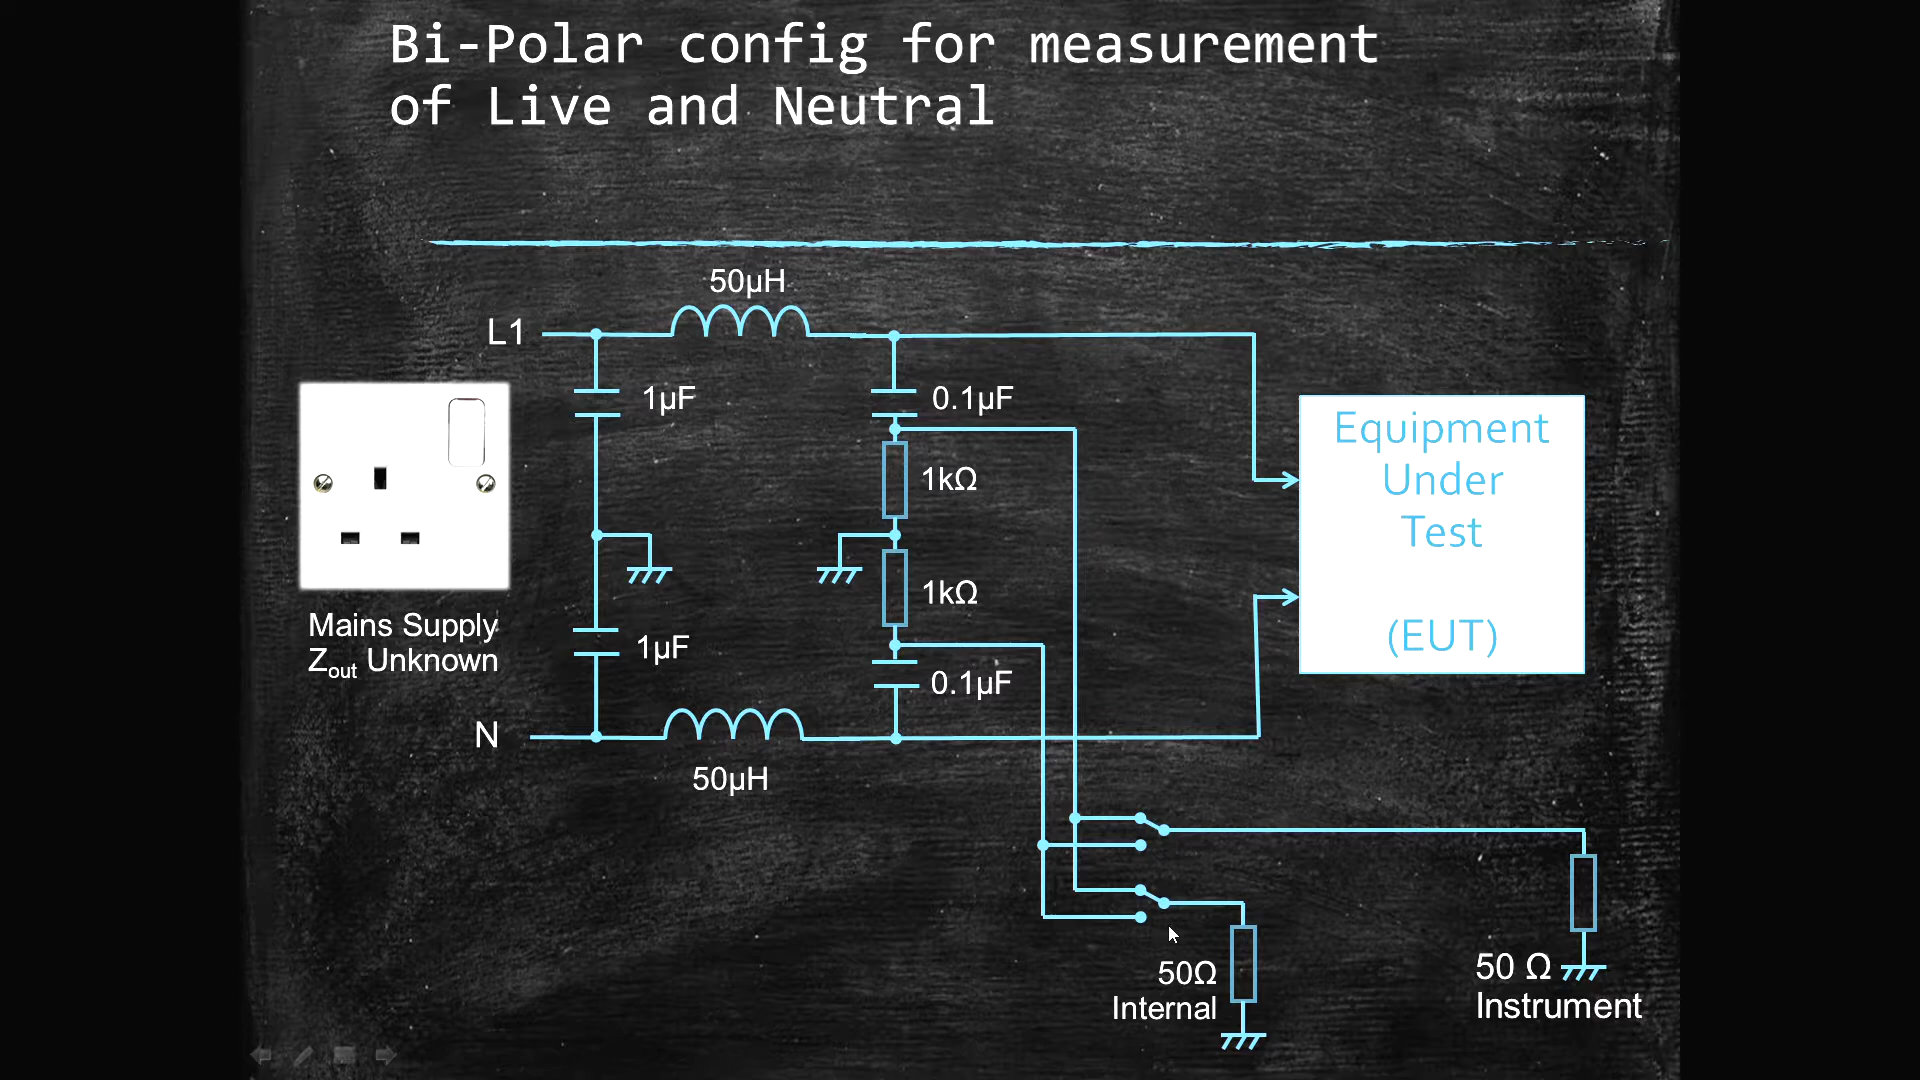 Bi-Polar config for measurement
of Live and Neutral
50µH
L1
1µF
0.1µF
1kΩ
Equipment
Under
Test
(EUT)
1kΩ
Mains Supply
Zout Unknown
1µF
0.1µF
N
50µH
50Ω
Internal
50 Ω
Instrument